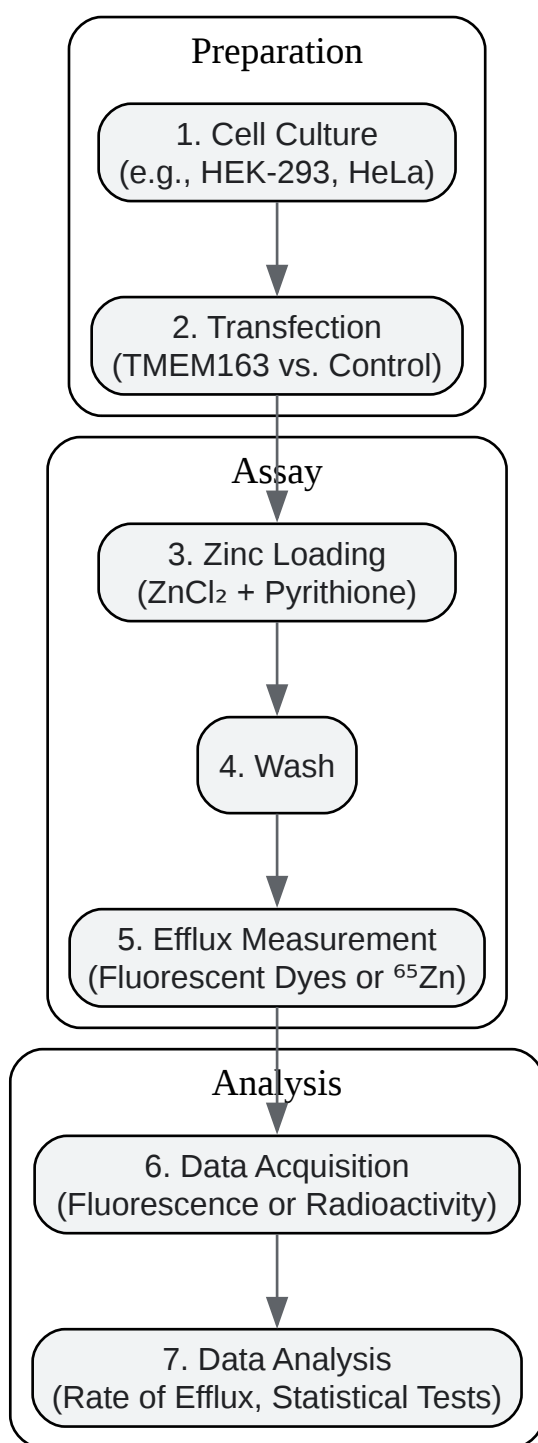 Preparation
1. Cell Culture
(e.g., HEK-293, HeLa)
2. Transfection
(TMEM163 vs. Control)
Assay
3. Zinc Loading
(ZnCl₂ + Pyrithione)
4. Wash
5. Efflux Measurement
(Fluorescent Dyes or ⁶⁵Zn)
Analysis
6. Data Acquisition
(Fluorescence or Radioactivity)
7. Data Analysis
(Rate of Efflux, Statistical Tests)